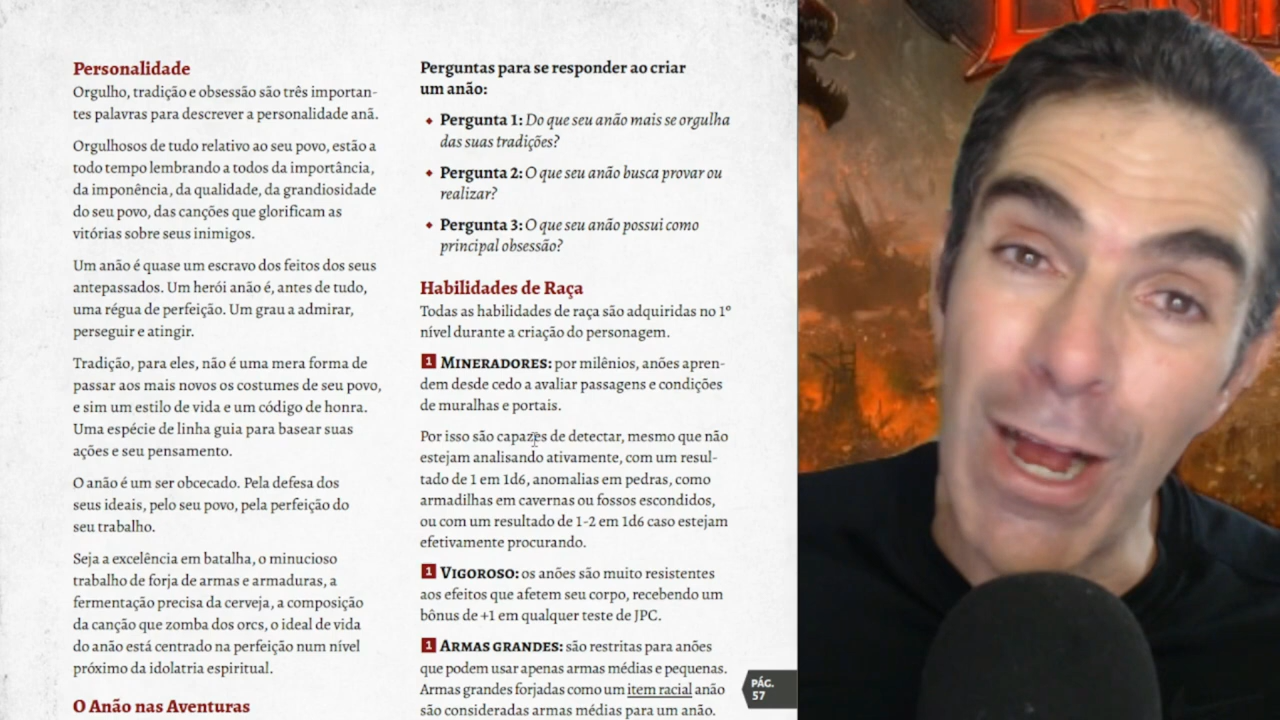 Personalidade
Orgulho, tradição e obsessão são três importan-
tes palavras para descrever a personalidade anã.
Orgulhosos de tudo relativo ao seu povo, estão a
todo tempo lembrando a todos da importância,
da imponência, da qualidade, da grandiosidade
do seu povo, das canções que glorificam as
vitórias sobre seus inimigos.
Um anão é quase um escravo dos feitos dos seus
antepassados. Um herói anão é, antes de tudo,
uma régua de perfeição. Um grau a admirar,
perseguir e atingir.
Tradição, para eles, não é uma mera forma de
passar aos mais novos os costumes de seu povo,
e sim um estilo de vida e um código de honra.
Uma espécie de linha guia para basear suas
ações e seu pensamento.
O anão é um ser obcecado. Pela defesa dos
seus ideais, pelo seu povo, pela perfeição do
seu trabalho.
Seja a excelência em batalha, o minucioso
trabalho de forja de armas e armaduras, a
fermentação precisa da cerveja, a composição
da canção que zomba dos orcs, o ideal de vida
do anão está centrado na perfeição num nível
próximo da idolatria espiritual.
O Anão nas Aventuras
Perguntas para se responder ao criar
um anão:
Pergunta 1: Do que seu anão mais se orgulha
das suas tradições?
Pergunta 2: O que seu anão busca provar ou
realizar?
Pergunta 3: O que seu anão possui como
principal obsessão?
Habilidades de Raça
Todas as habilidades de raça são adquiridas no 1º
nível durante a criação do personagem.
1 MINERADORES: por milênios, anões apren-
dem desde cedo a avaliar passagens e condições
de muralhas e portais.
Por isso são capazes de detectar, mesmo que não
estejam analisando ativamente, com um resul-
tado de 1 em 1d6, anomalias em pedras, como
armadilhas em cavernas ou fossos escondidos,
ou com um resultado de 1-2 em 1d6 caso estejam
efetivamente procurando.
1 VIGOROSO: os anões são muito resistentes
aos efeitos que afetem seu corpo, recebendo um
bônus de +1 em qualquer teste de JPC.
1 ARMAS GRANDES: são restritas para anões
que podem usar apenas armas médias e pequenas.
Armas grandes forjadas como um item racial anão
são consideradas armas médias para um anão.
PÁG.
57